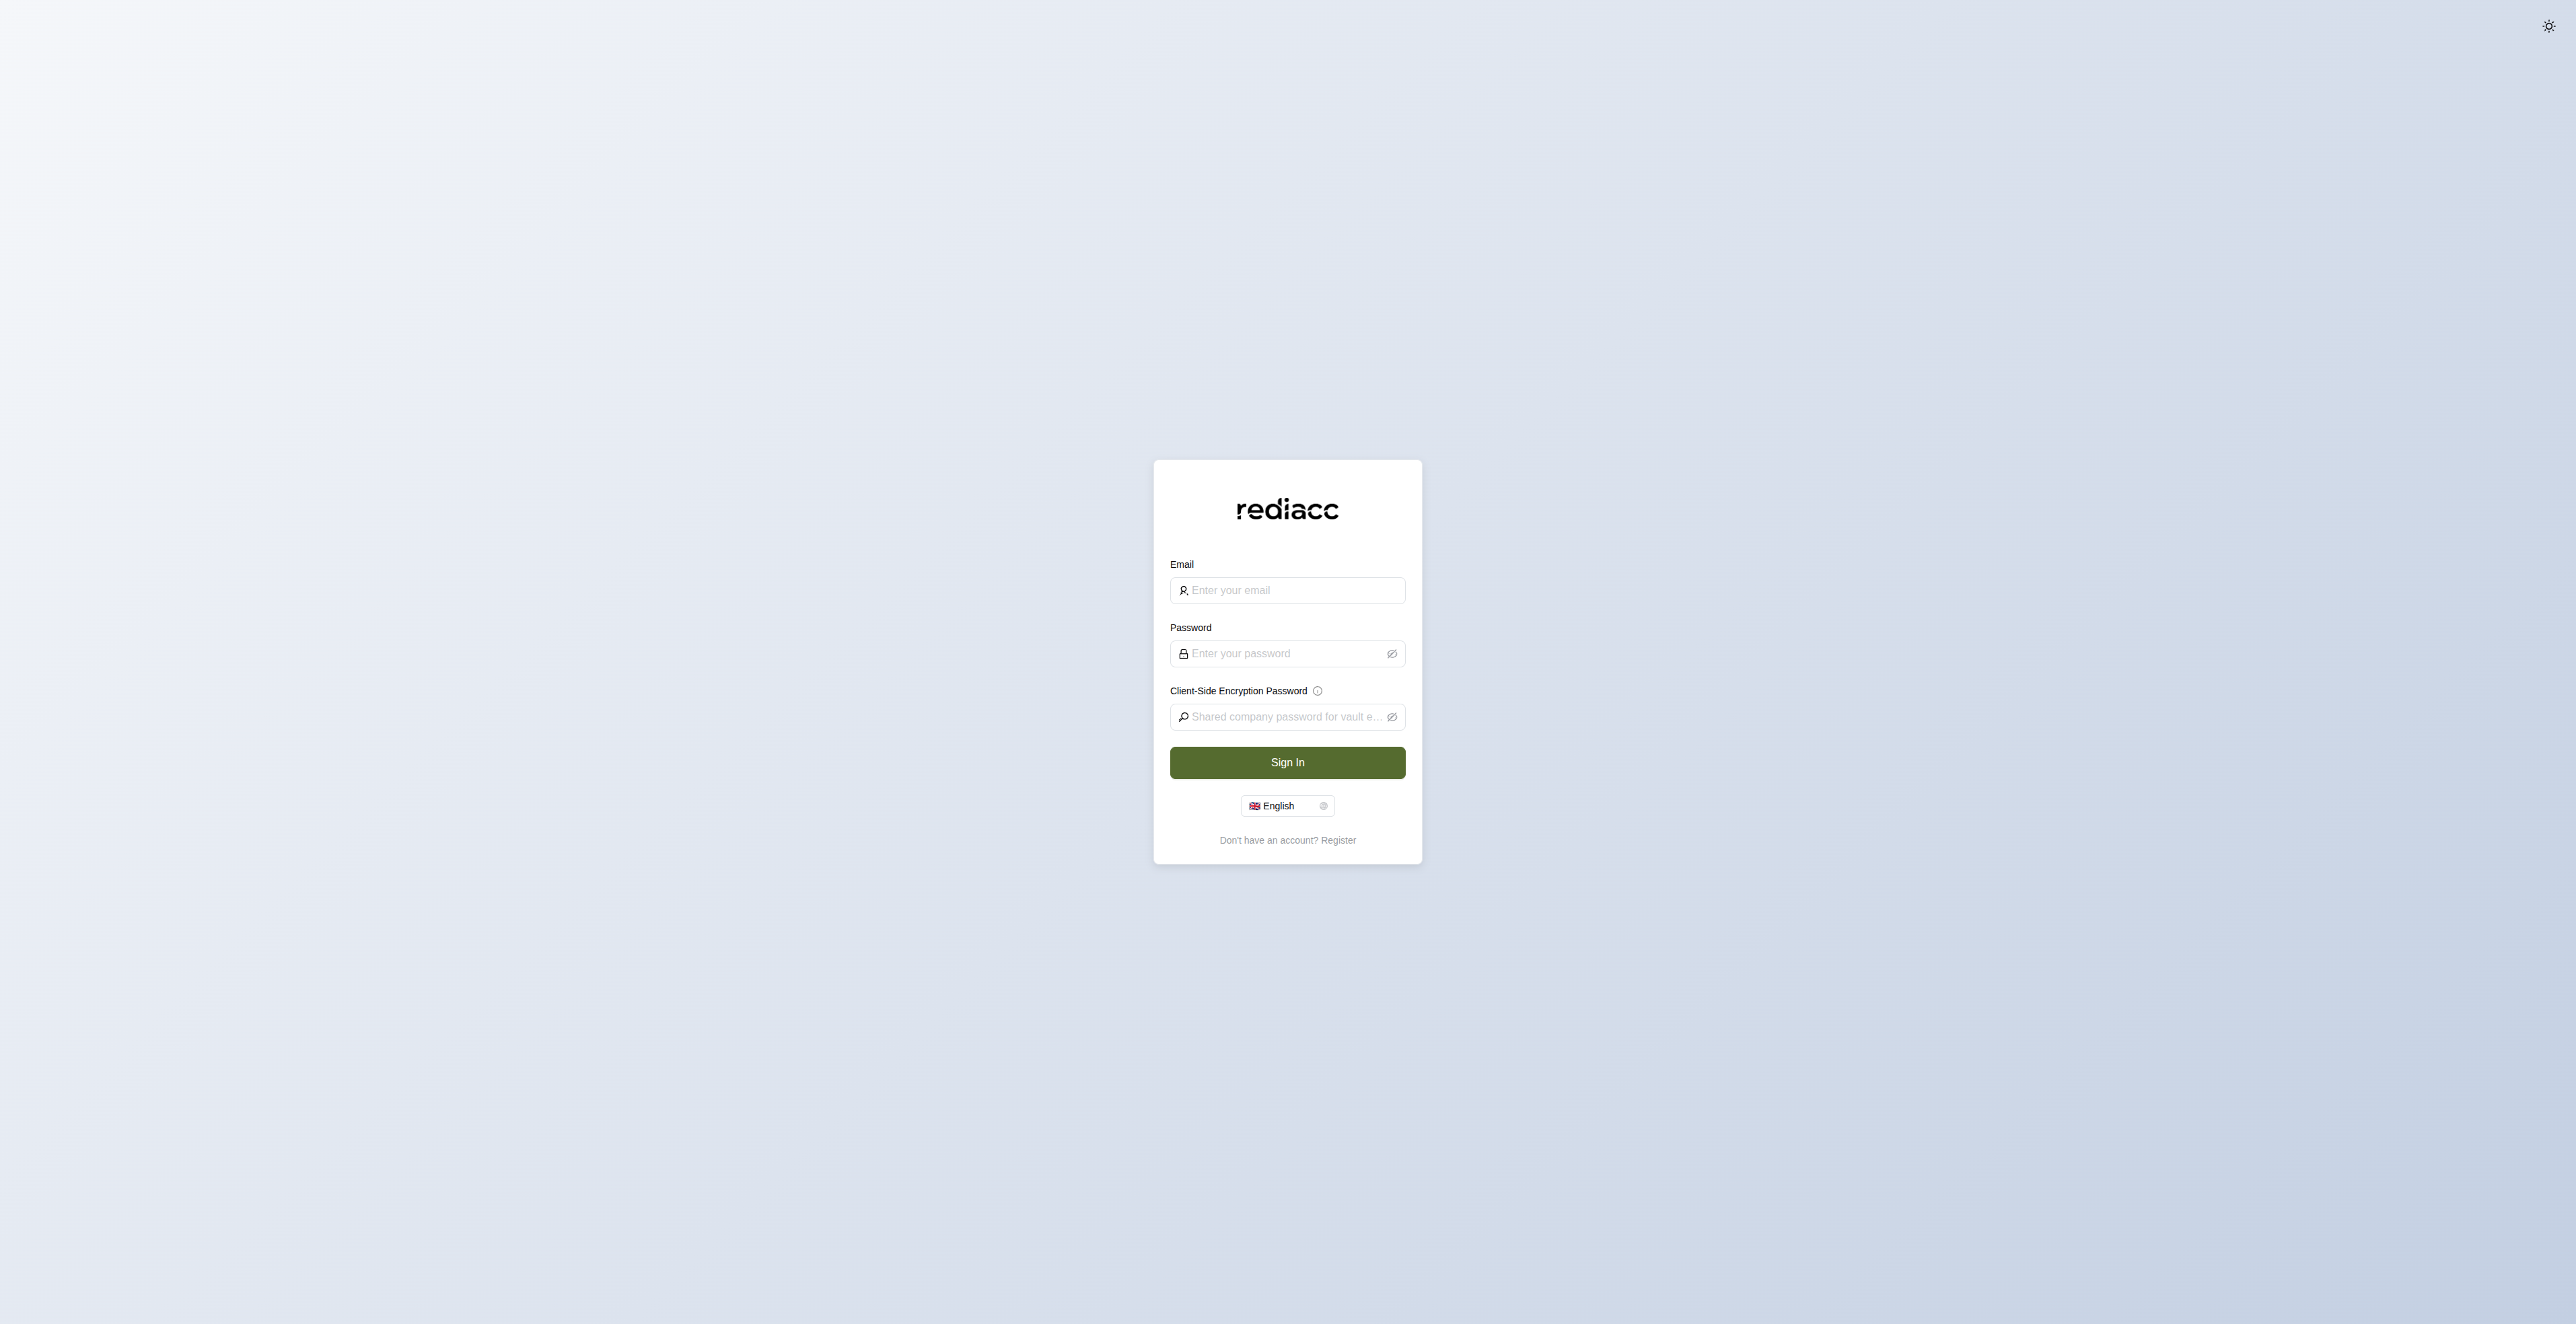 rediacc
Email
Enter your email
Password
Enter your password
Client-Side Encryption Password
Shared company password for vault e...
Sign In
English
Don't have an account? Register